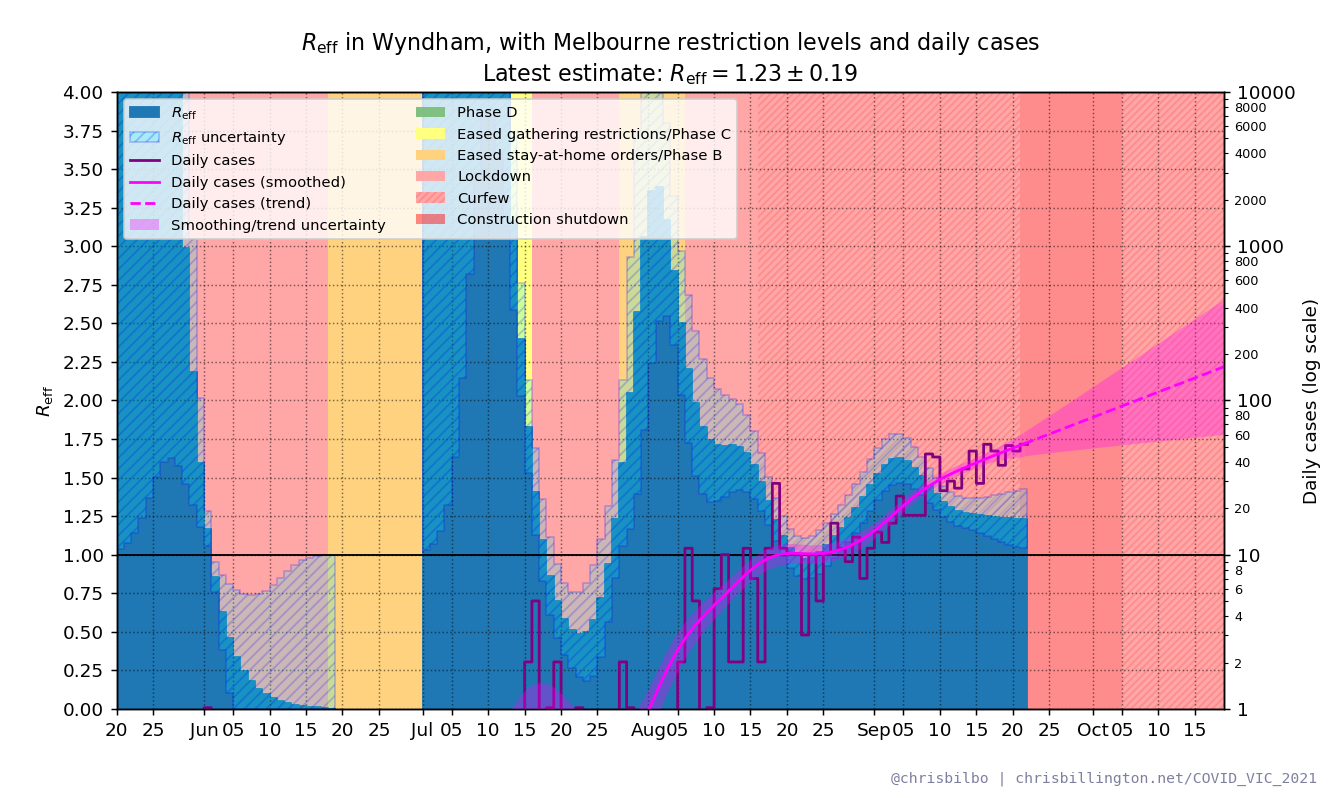 Reff in Wyndham, with Melbourne restriction levels and daily cases
Latest estimate: Reff = 1.23 ± 0.19
Reff
Reff uncertainty
Daily cases
Daily cases (smoothed)
Daily cases (trend)
Smoothing/trend uncertainty
Phase D
Eased gathering restrictions/Phase C
Eased stay-at-home orders/Phase B
Lockdown
Curfew
Construction shutdown
Reff
4.00
3.75
3.50
3.25
3.00
2.75
2.50
2.25
2.00
1.75
1.50
1.25
1.00
0.75
0.50
0.25
0.00
10000
8000
6000
4000
2000
1000
800
600
400
200
100
80
60
40
20
10
8
6
4
2
1
Daily cases (log scale)
20 25 Jun 05 10 15 20 25 Jul 05 10 15 20 25 Aug 05 10 15 20 25 Sep 05 10 15 20 25 Oct 05 10 15
@chrisbilbo | chrisbillington.net/COVID_VIC_2021